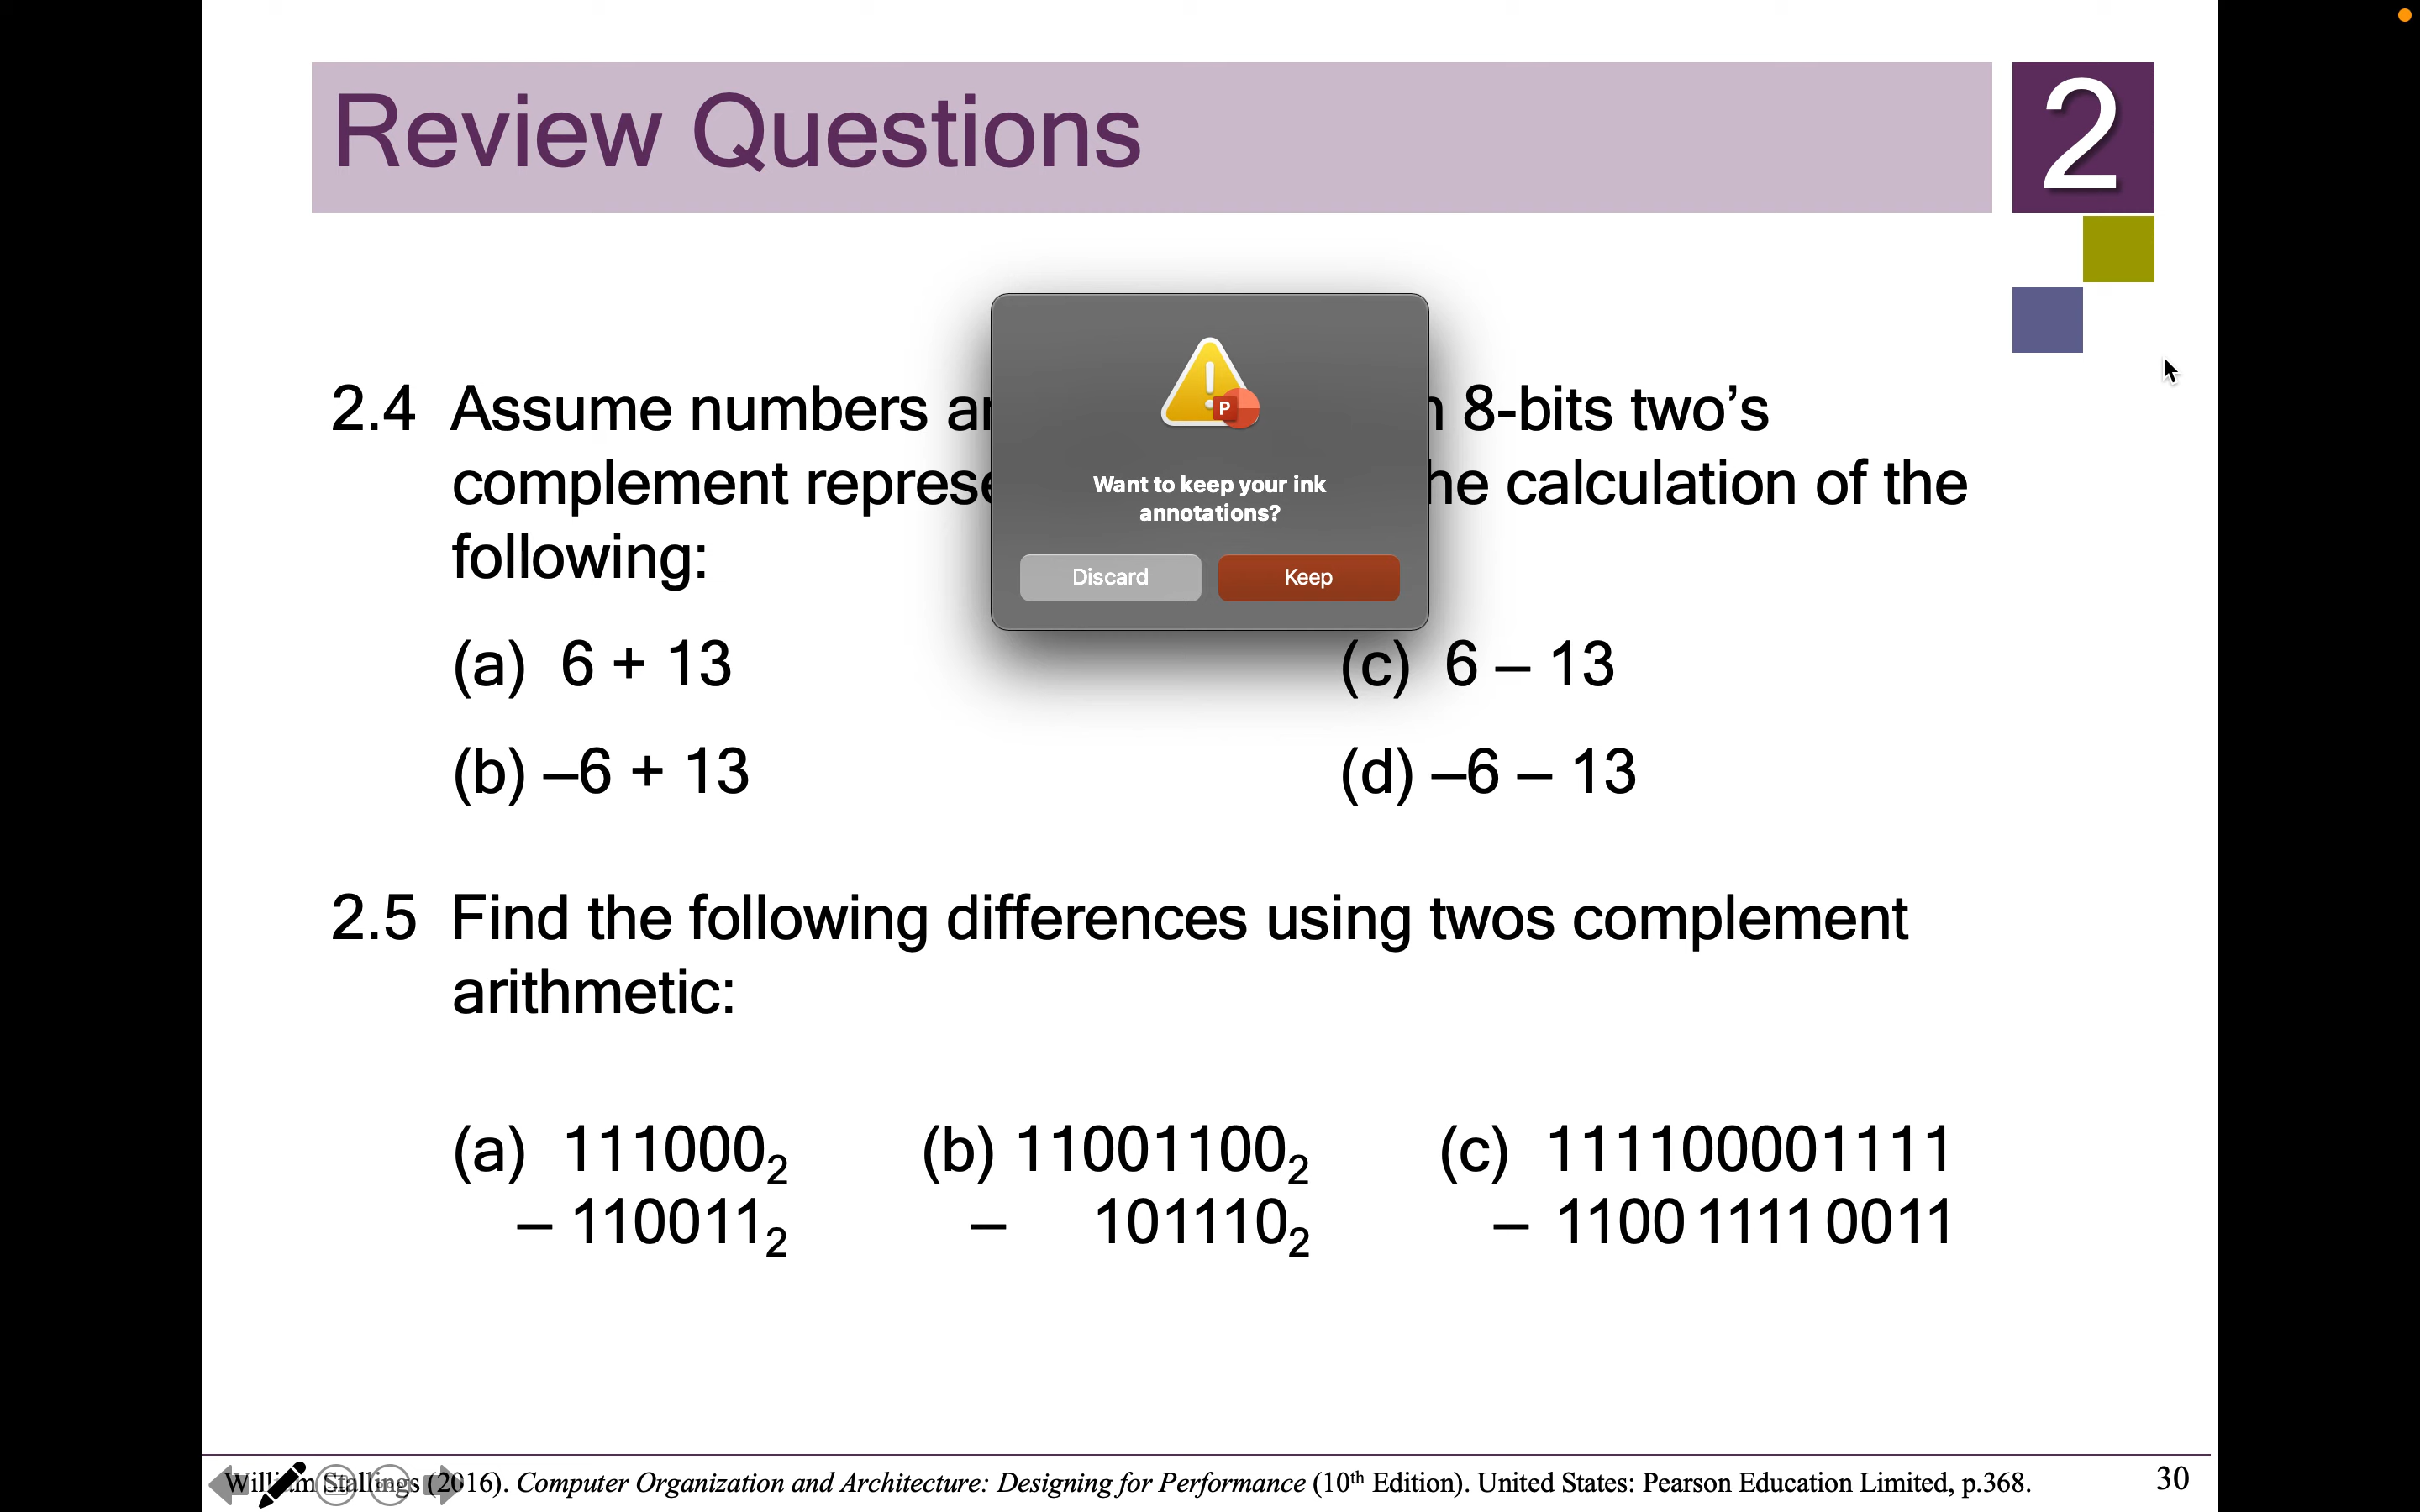 Review Questions
2
2.4 Assume numbers 8-bits two’s
complement calculation of the
following:
Want to keep your ink
annotations?
Discard Keep
(a) 6 + 13 (c) 6 – 13
(b) –6 + 13 (d) –6 – 13
2.5 Find the following differences using twos complement
arithmetic:
(a) 111000₂ (b) 11001100₂ (c) 111100001111
– 110011₂ – 101110₂ – 1100 1111 0011
William Stallings (2016). Computer Organization and Architecture: Designing for Performance (10th Edition). United States: Pearson Education Limited, p.368. 30